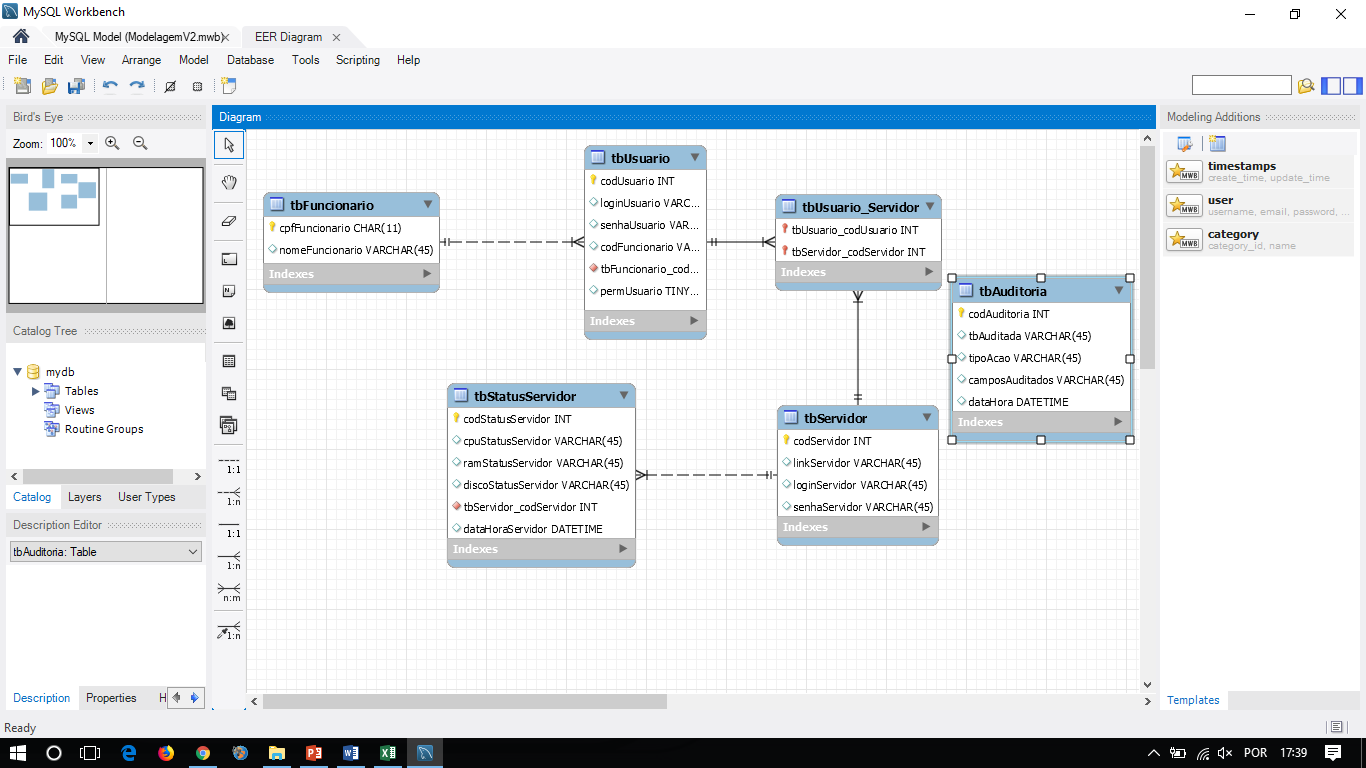 MySQL Workbench
MySQL Model (ModelagemV2.mwb)
EER Diagram
File Edit View Arrange Model Database Tools Scripting Help
Bird's Eye
Zoom: 100%
Catalog Tree
mydb
Tables
Views
Routine Groups
Catalog Layers User Types
Description Editor
tbAuditoria: Table
Description Properties H
Diagram
1:1
1:n
1:1
1:n
n:m
1:n
tbFuncionario
cpfFuncionario CHAR(11)
nomeFuncionario VARCHAR(45)
Indexes
tbUsuario
codUsuario INT
loginUsuario VARC...
senhaUsuario VAR...
codFuncionario VA...
tbFuncionario_cod...
permUsuario TINY...
Indexes
tbUsuario_Servidor
tbUsuario_codUsuario INT
tbServidor_codServidor INT
Indexes
tbAuditoria
codAuditoria INT
tbAuditada VARCHAR(45)
tipoAcao VARCHAR(45)
camposAuditados VARCHAR(45)
dataHora DATETIME
Indexes
tbStatusServidor
codStatusServidor INT
cpuStatusServidor VARCHAR(45)
ramStatusServidor VARCHAR(45)
discoStatusServidor VARCHAR(45)
tbServidor_codServidor INT
dataHoraServidor DATETIME
Indexes
tbServidor
codServidor INT
linkServidor VARCHAR(45)
loginServidor VARCHAR(45)
senhaServidor VARCHAR(45)
Indexes
Modeling Additions
MWB
timestamps
create_time, update_time
MWB
user
username, email, password, ...
MWB
category
category_id, name
Templates
Ready
POR 17:39